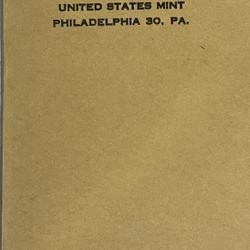 UNITED STATES MINT
PHILADELPHIA 30, PA.